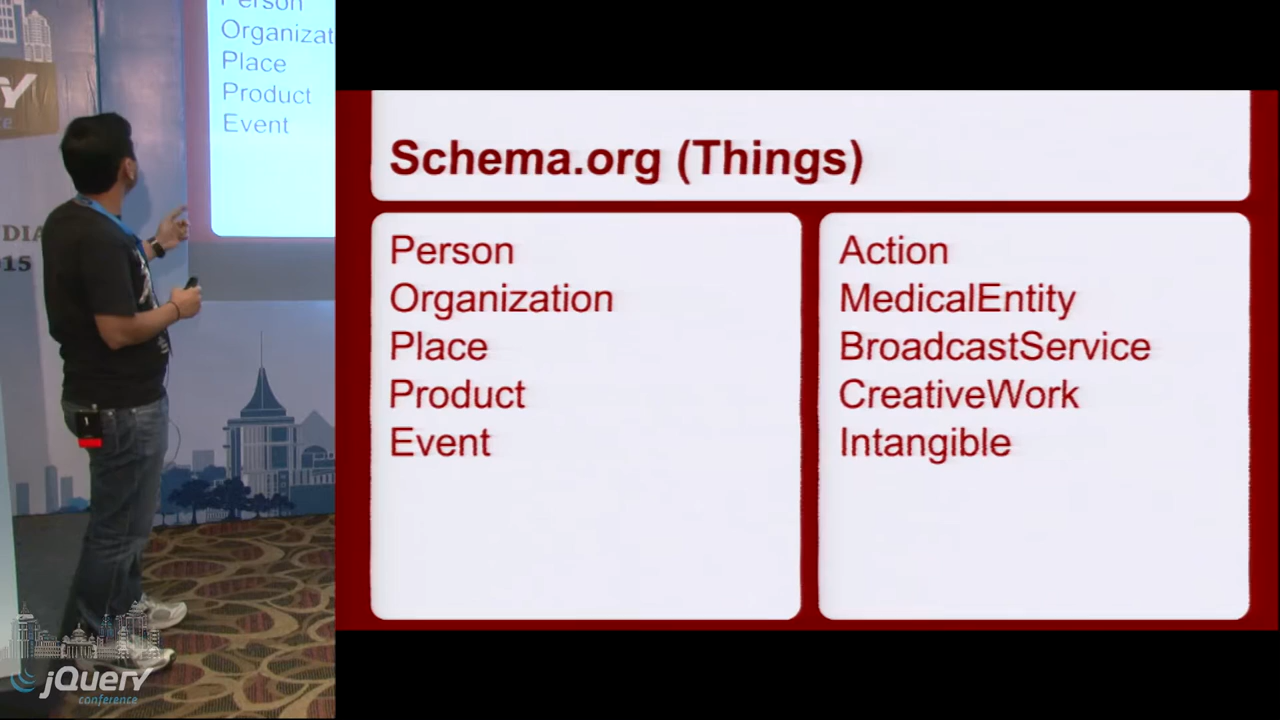 Person
Organizat
Place
Product
Event
DIA
15
jQuery
conference
Schema.org (Things)
Person
Organization
Place
Product
Event
Action
MedicalEntity
BroadcastService
CreativeWork
Intangible